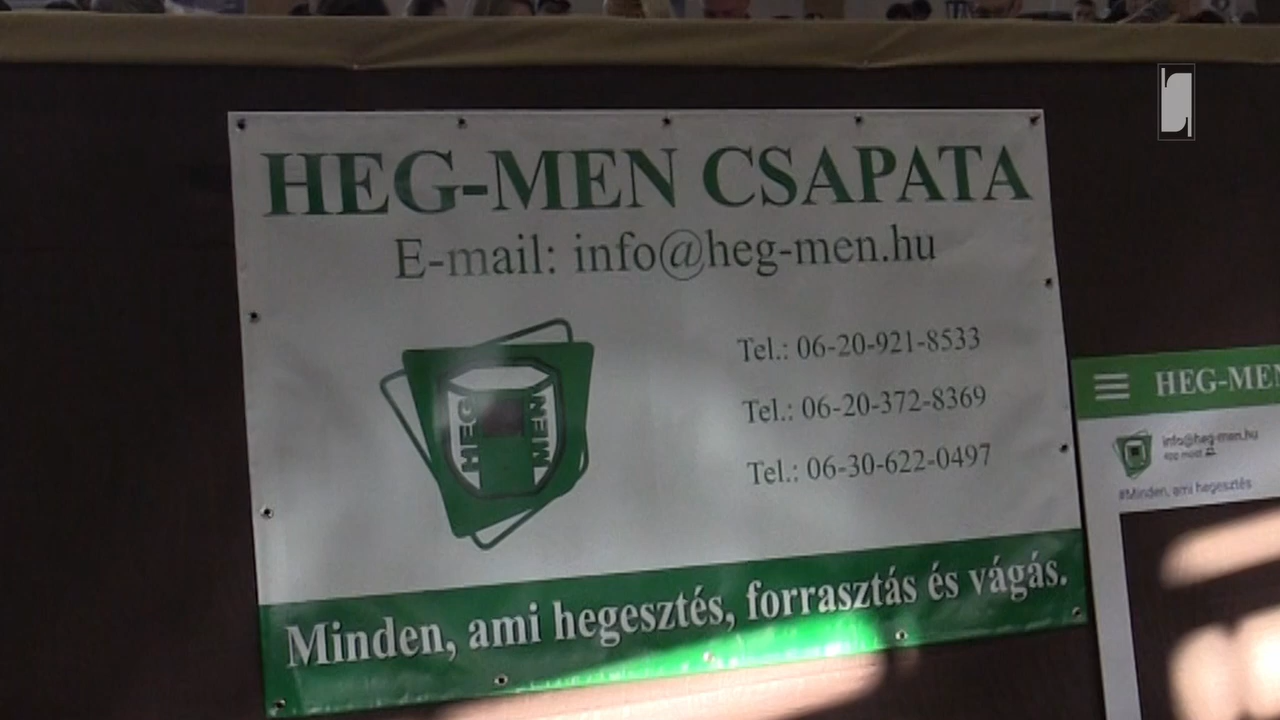 HEG-MEN CSAPATA
E-mail: info@heg-men.hu
HEG
MEN
Tel.: 06-20-921-8533
Tel.: 06-20-372-8369
Tel.: 06-30-622-0497
Minden, ami hegesztés, forrasztás és vágás.
HEG-MEN
info@heg-men.hu
#Minden, ami hegesztés